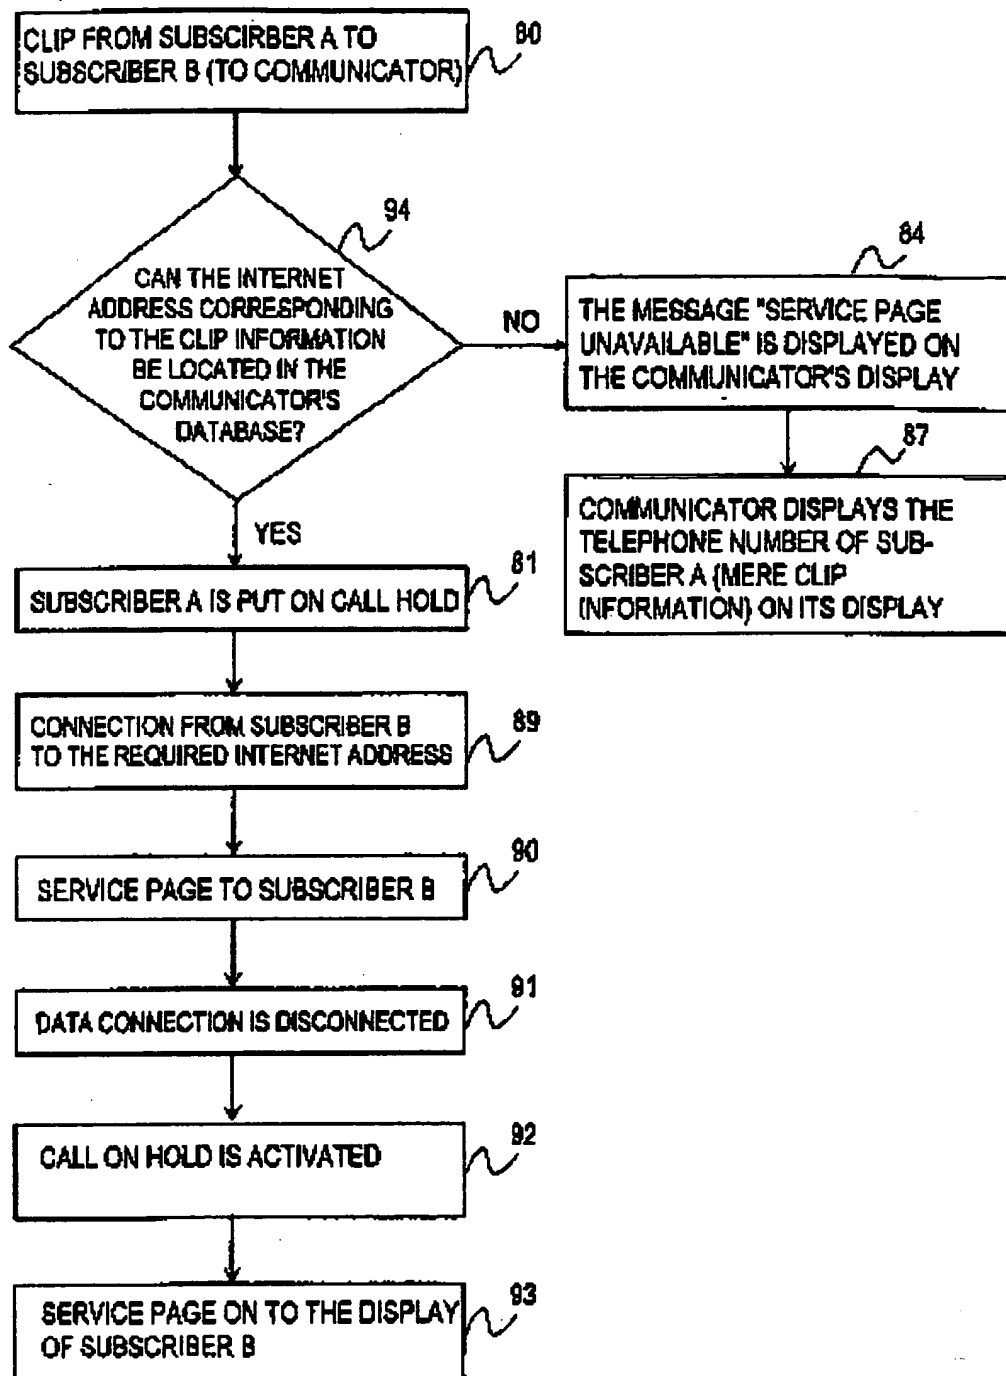 CLIP FROM SUBSCIRBER A TO
SUBSCRIBER B (TO COMMUNICATOR)
80
94
CAN THE INTERNET
ADDRESS CORRESPONDING
TO THE CLIP INFORMATION
BE LOCATED IN THE
COMMUNICATOR'S
DATABASE?
NO
84
THE MESSAGE "SERVICE PAGE
UNAVAILABLE" IS DISPLAYED ON
THE COMMUNICATOR'S DISPLAY
87
COMMUNICATOR DISPLAYS THE
TELEPHONE NUMBER OF SUB-
SCRIBER A (MERE CLIP
INFORMATION) ON ITS DISPLAY
YES
81
SUBSCRIBER A IS PUT ON CALL HOLD
CONNECTION FROM SUBSCRIBER B
TO THE REQUIRED INTERNET ADDRESS
89
SERVICE PAGE TO SUBSCRIBER B
90
DATA CONNECTION IS DISCONNECTED
91
CALL ON HOLD IS ACTIVATED
92
SERVICE PAGE ON TO THE DISPLAY
OF SUBSCRIBER B
93